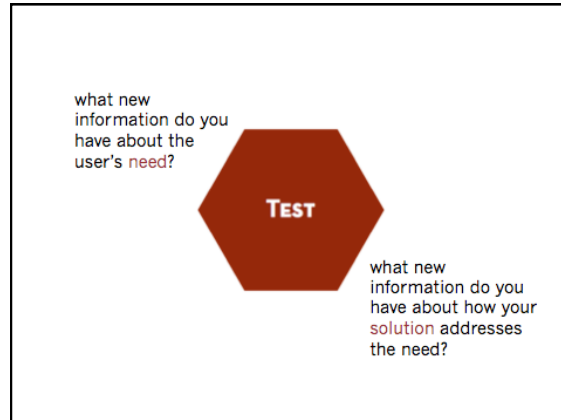 what new
information do you
have about the
user's need?
TEST
what new
information do you
have about how your
solution addresses
the need?